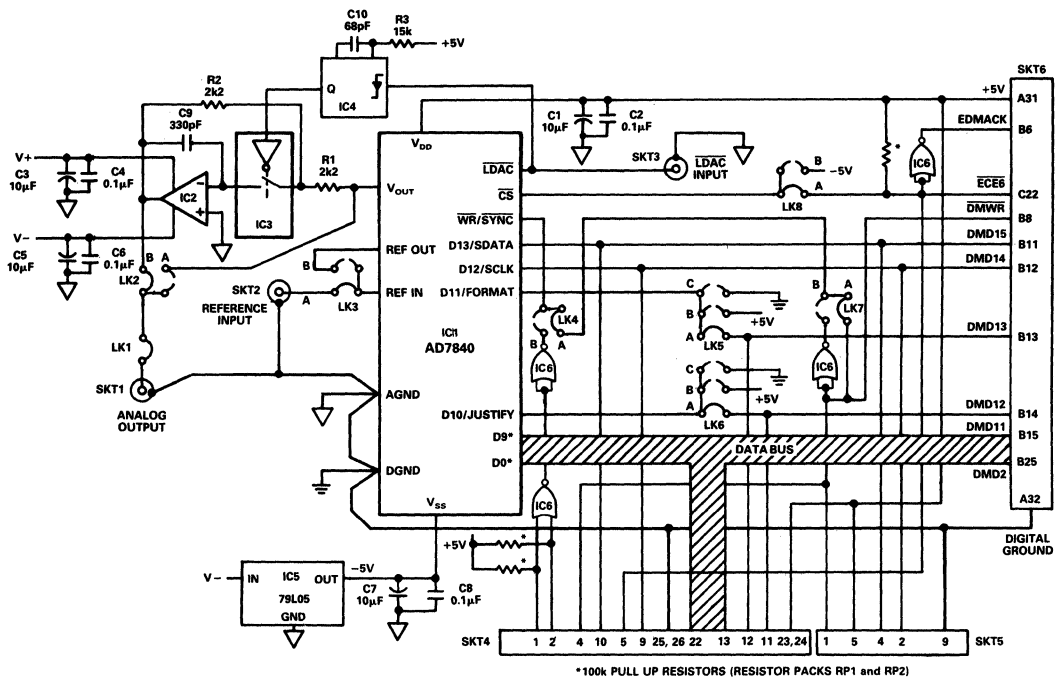 C10
68pF
R3
15k
+5V
Q
IC4
R2
2k2
C9
330pF
V+
C3
10µF
C4
0.1µF
IC2
−
+
IC3
R1
2k2
V−
C5
10µF
C6
0.1µF
B
A
LK2
LK1
SKT1
ANALOG
OUTPUT
SKT2
REFERENCE
INPUT
B
A
LK3
VDD
VOUT
REF OUT
REF IN
AGND
DGND
VSS
IC1
AD7840
LDAC
CS
WR/SYNC
D13/SDATA
D12/SCLK
D11/FORMAT
D10/JUSTIFY
D9*
D0*
C1
10µF
C2
0.1µF
SKT3
LDAC
INPUT
B
−5V
A
LK8
*
IC6
LK4
B
A
IC6
C
B
+5V
A
LK5
C
B
+5V
A
LK6
B
A
LK7
IC6
DATA BUS
SKT6
+5V
A31
EDMACK
B6
ECE6
C22
DMWR
B8
DMD15
B11
DMD14
B12
DMD13
B13
DMD12
B14
DMD11
B15
B25
DMD2
A32
DIGITAL
GROUND
IC6
+5V
*
*
V−
IN
IC5
OUT
79L05
GND
−5V
C7
10µF
C8
0.1µF
SKT4
1 2 4 10 5 9 25, 26 22 13 12 11 23, 24
1 5 4 2 9
SKT5
*100k PULL UP RESISTORS (RESISTOR PACKS RP1 and RP2)